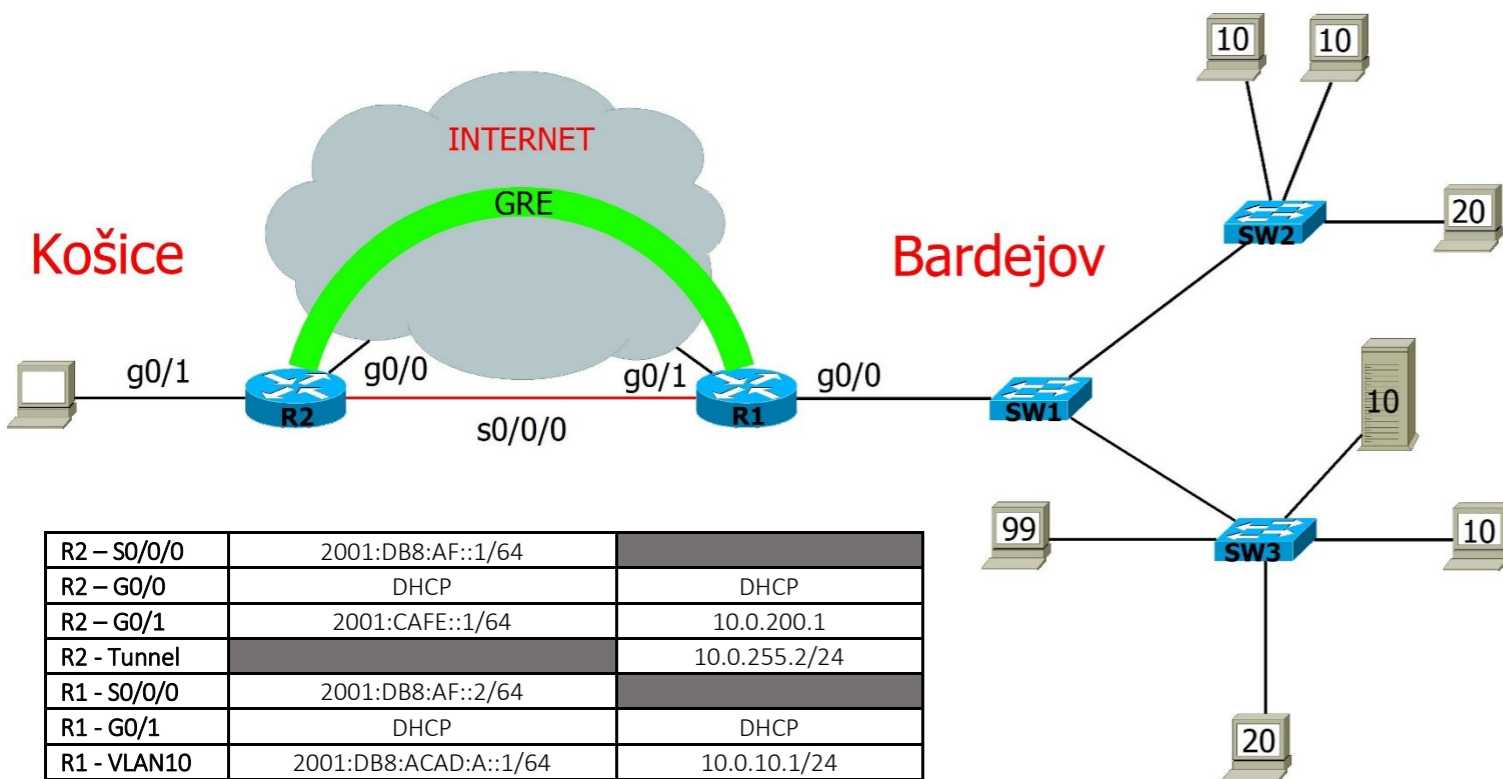 10
10
INTERNET
GRE
20
SW2
Košice
Bardejov
g0/1
g0/0
g0/1
g0/0
R2
R1
SW1
s0/0/0
10
99
10
SW3
20
R2 – S0/0/0 2001:DB8:AF::1/64
R2 – G0/0 DHCP DHCP
R2 – G0/1 2001:CAFE::1/64 10.0.200.1
R2 - Tunnel 10.0.255.2/24
R1 - S0/0/0 2001:DB8:AF::2/64
R1 - G0/1 DHCP DHCP
R1 - VLAN10 2001:DB8:ACAD:A::1/64 10.0.10.1/24